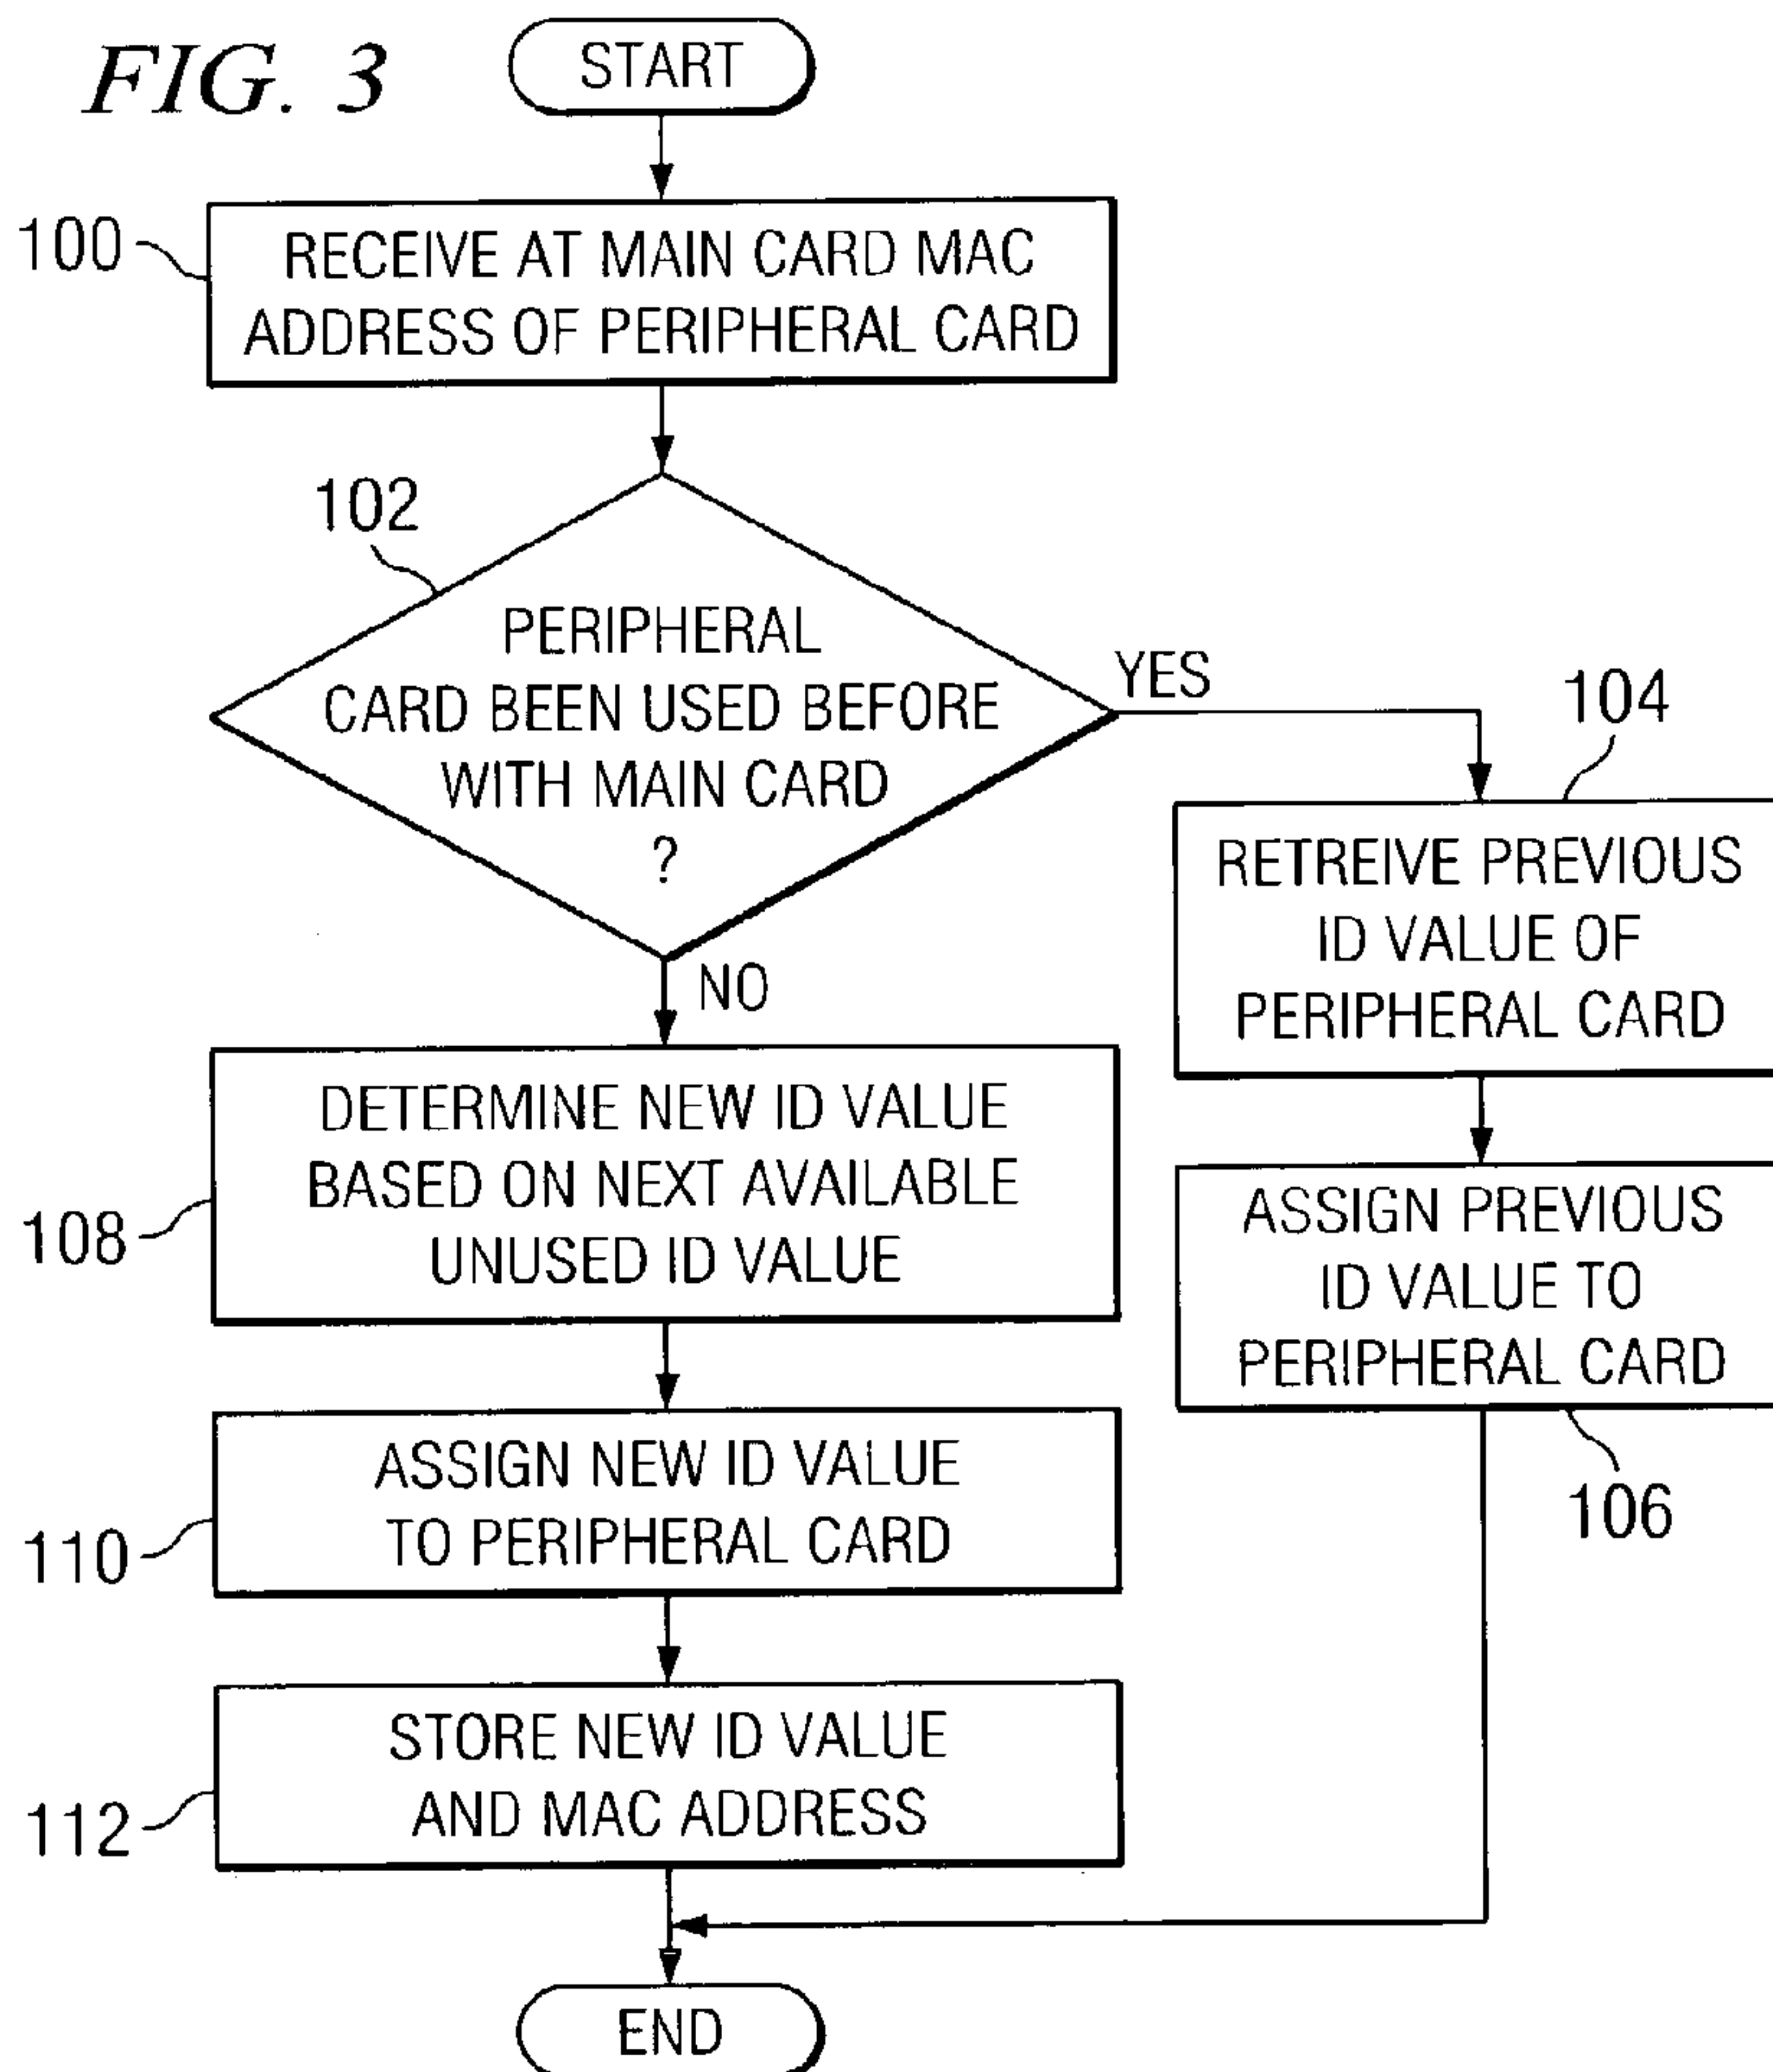 FIG. 3
START
100
RECEIVE AT MAIN CARD MAC
ADDRESS OF PERIPHERAL CARD
102
PERIPHERAL
CARD BEEN USED BEFORE
WITH MAIN CARD
?
YES
NO
104
RETREIVE PREVIOUS
ID VALUE OF
PERIPHERAL CARD
ASSIGN PREVIOUS
ID VALUE TO
PERIPHERAL CARD
106
108
DETERMINE NEW ID VALUE
BASED ON NEXT AVAILABLE
UNUSED ID VALUE
110
ASSIGN NEW ID VALUE
TO PERIPHERAL CARD
112
STORE NEW ID VALUE
AND MAC ADDRESS
END